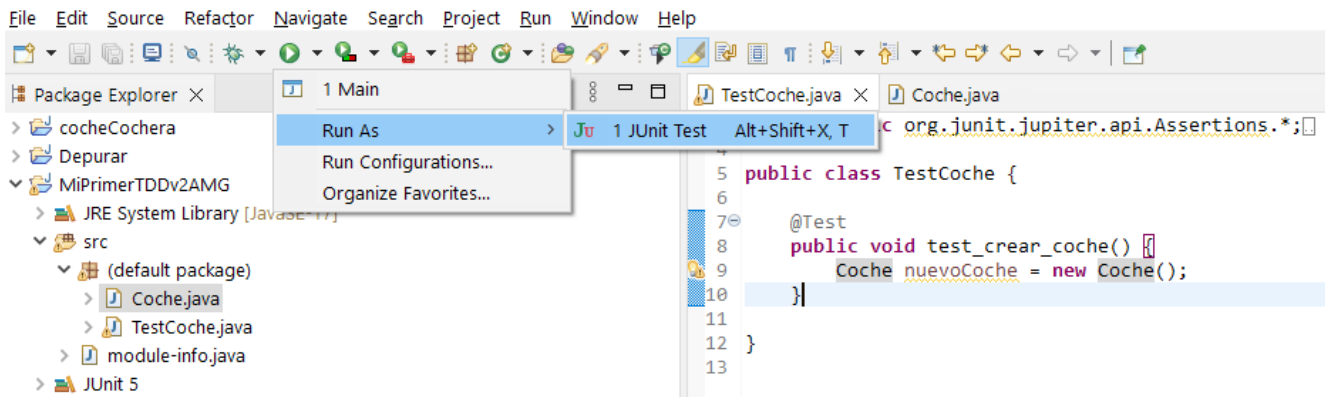 File Edit Source Refactor Navigate Search Project Run Window Help
Package Explorer
1 Main
Run As
1 JUnit Test Alt+Shift+X, T
Run Configurations...
Organize Favorites...
cocheCochera
Depurar
MiPrimerTDDv2AMG
JRE System Library [JavaSE-17]
src
(default package)
Coche.java
TestCoche.java
module-info.java
JUnit 5
TestCoche.java Coche.java
c org.junit.jupiter.api.Assertions.*;
4
5 public class TestCoche {
6
7 @Test
8 public void test_crear_coche() {
9 Coche nuevoCoche = new Coche();
10 }
11
12 }
13